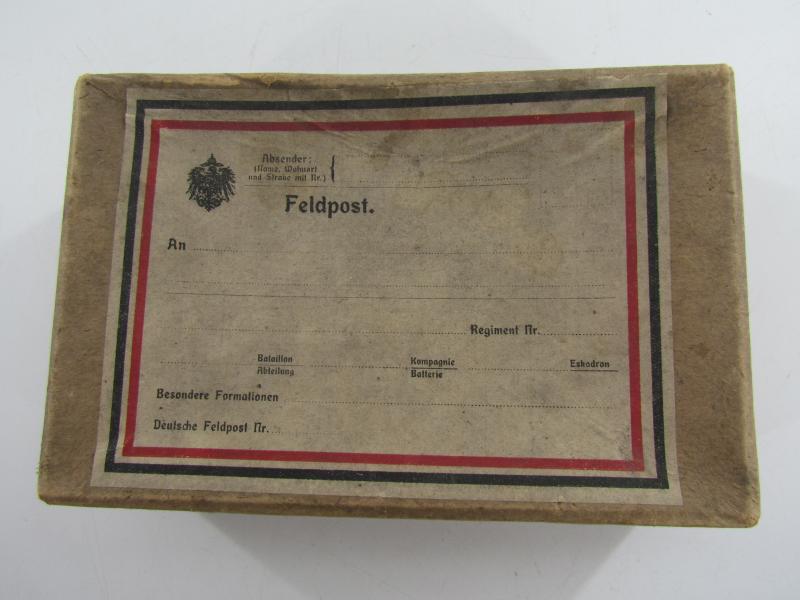 Absender:
(Name, Wohnort
und Straße mit Nr.)
Feldpost.
An
Regiment Nr.
Bataillon Kompagnie Eskadron
Abteilung Batterie
Besondere Formationen
Deutsche Feldpost Nr.